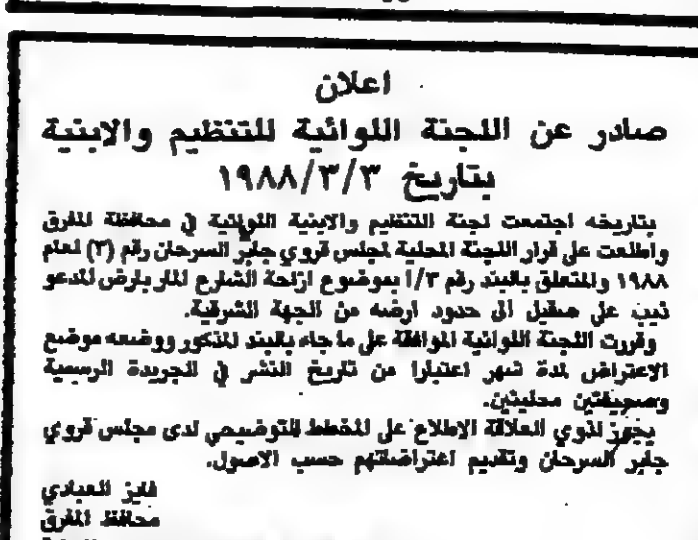 اعلان
صادر عن اللجنة اللوائية للتنظيم والابنية
بتاريخ ١٩٨٨/٣/٣
بتاريخه اجتمعت لجنة التنظيم والابنية اللوائية في محافظة المفرق
واطلعت على قرار اللجنة المحلية لمجلس قروي جابر السرحان رقم (٣) لعام
١٩٨٨ والمتعلق بالبند رقم ٣/أ بموضوع ازاحة الشارع المار بارض المدعو
ذيب علي صقيل الى حدود ارضه من الجهة الشرقية.
وقررت اللجنة اللوائية الموافقة على ما جاء بالبند المذكور ووضعه موضع
الاعتراض لمدة شهر اعتبارا من تاريخ النشر في الجريدة الرسمية
وصحيفتين محليتين.
يجوز لذوي العلاقة الاطلاع على المخطط التوضيحي لدى مجلس قروي
جابر السرحان وتقديم اعتراضاتهم حسب الاصول.
فايز العبادي
محافظ المفرق